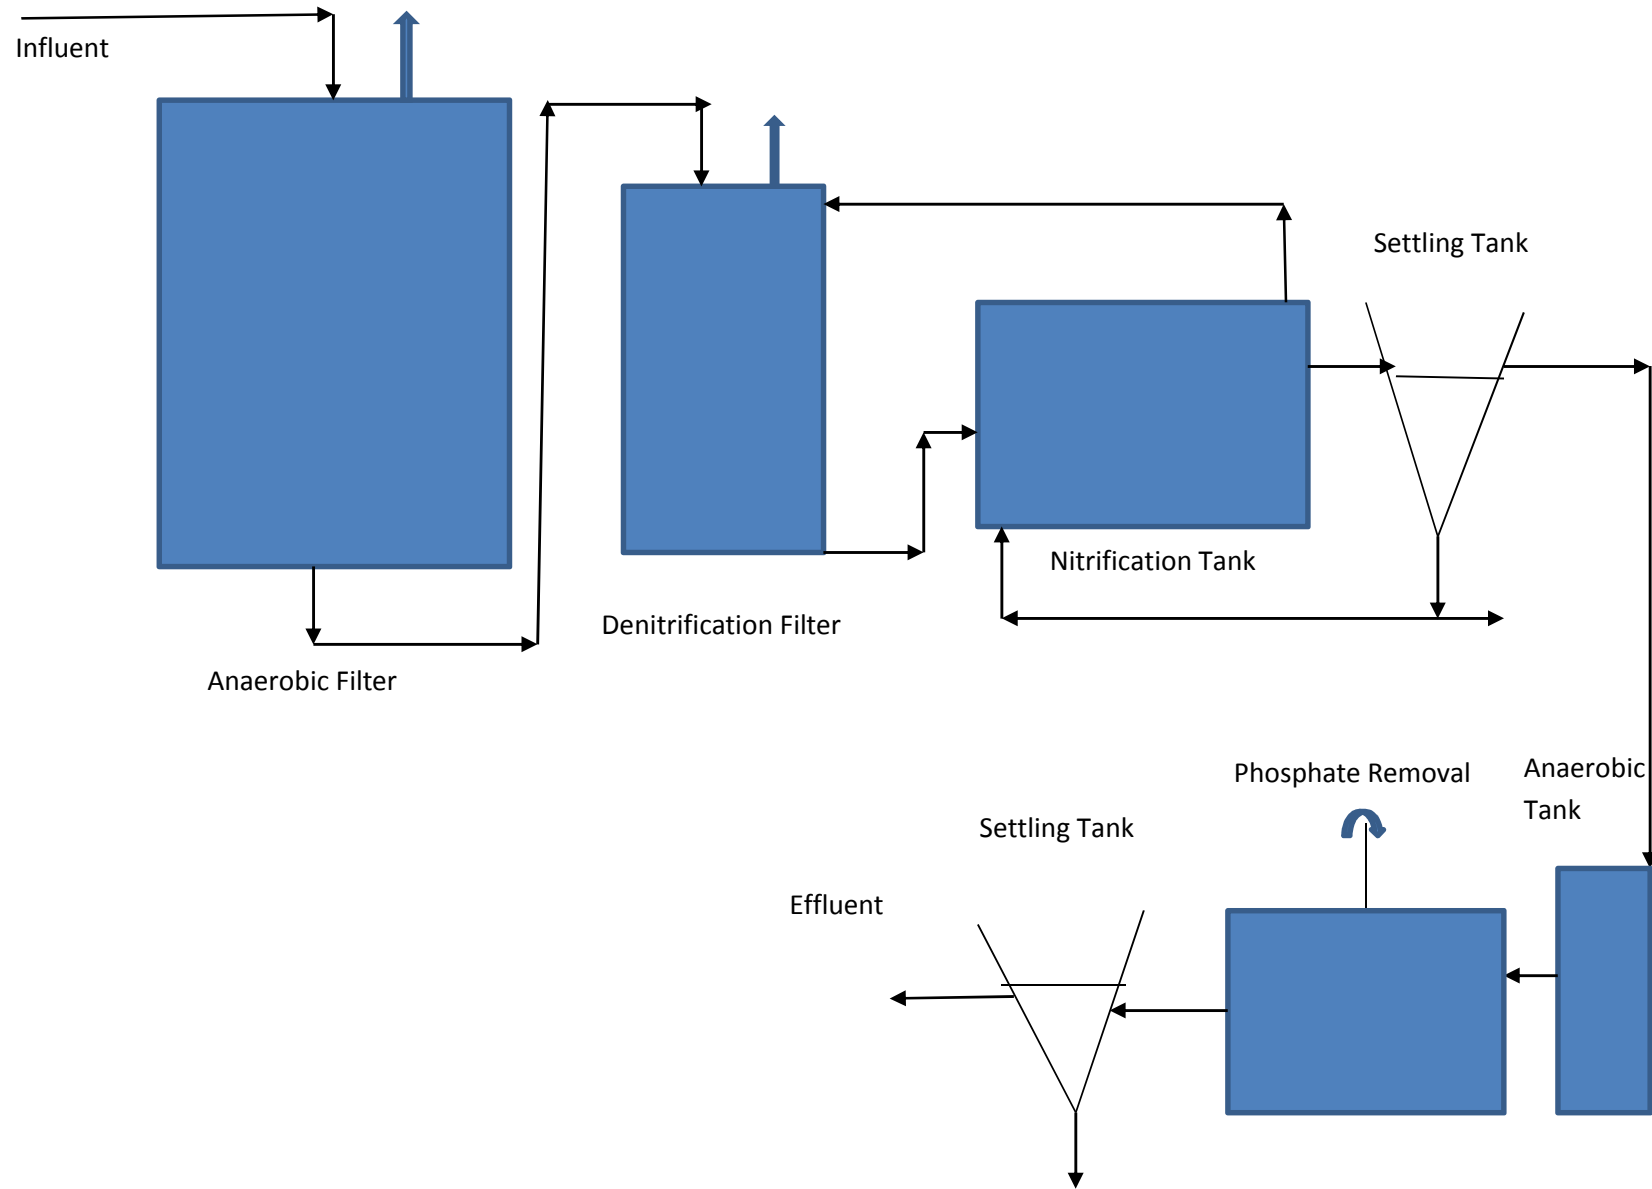 Influent
Settling Tank
Nitrification Tank
Denitrification Filter
Anaerobic Filter
Phosphate Removal
Anaerobic
Tank
Settling Tank
Effluent